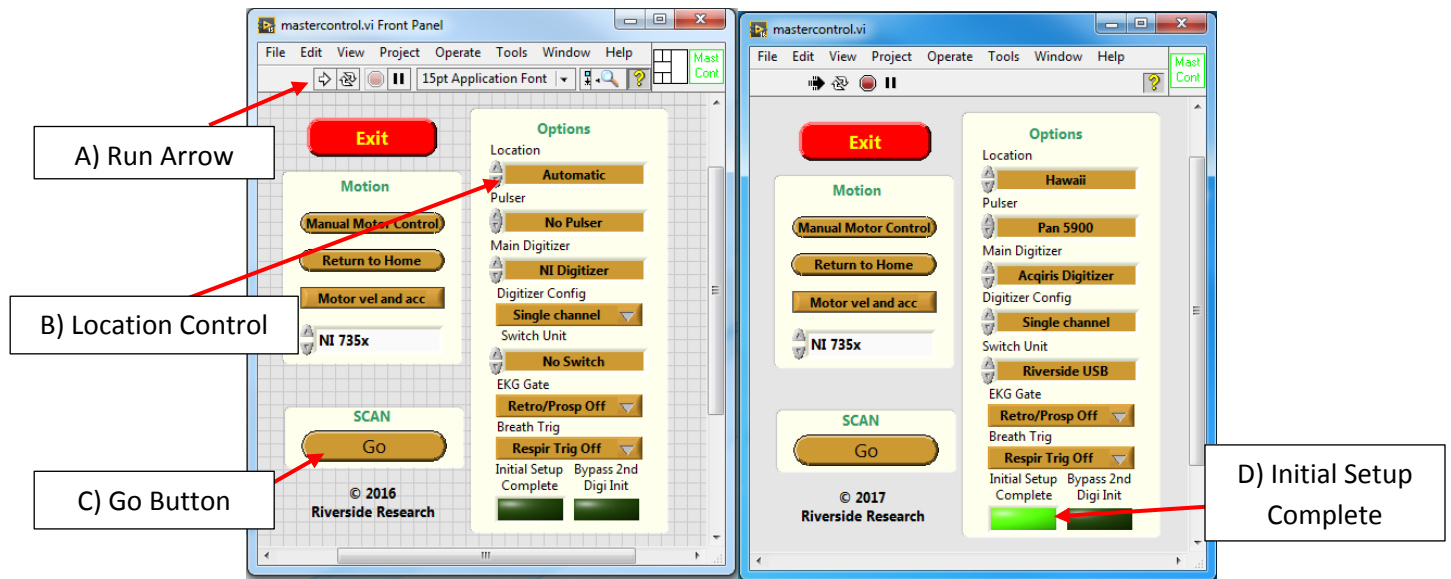 mastercontrol.vi Front Panel
File Edit View Project Operate Tools Window Help
Mast
Cont
15pt Application Font
Exit
Motion
Manual Motor Control
Return to Home
Motor vel and acc
NI 735x
SCAN
Go
© 2016
Riverside Research
Options
Location
Automatic
Pulser
No Pulser
Main Digitizer
NI Digitizer
Digitizer Config
Single channel
Switch Unit
No Switch
EKG Gate
Retro/Prosp Off
Breath Trig
Respir Trig Off
Initial Setup
Complete
Bypass 2nd
Digi Init
A) Run Arrow
B) Location Control
C) Go Button
mastercontrol.vi
File Edit View Project Operate Tools Window Help
Mast
Cont
Exit
Motion
Manual Motor Control
Return to Home
Motor vel and acc
NI 735x
SCAN
Go
© 2017
Riverside Research
Options
Location
Hawaii
Pulser
Pan 5900
Main Digitizer
Acqiris Digitizer
Digitizer Config
Single channel
Switch Unit
Riverside USB
EKG Gate
Retro/Prosp Off
Breath Trig
Respir Trig Off
Initial Setup
Complete
Bypass 2nd
Digi Init
D) Initial Setup
Complete